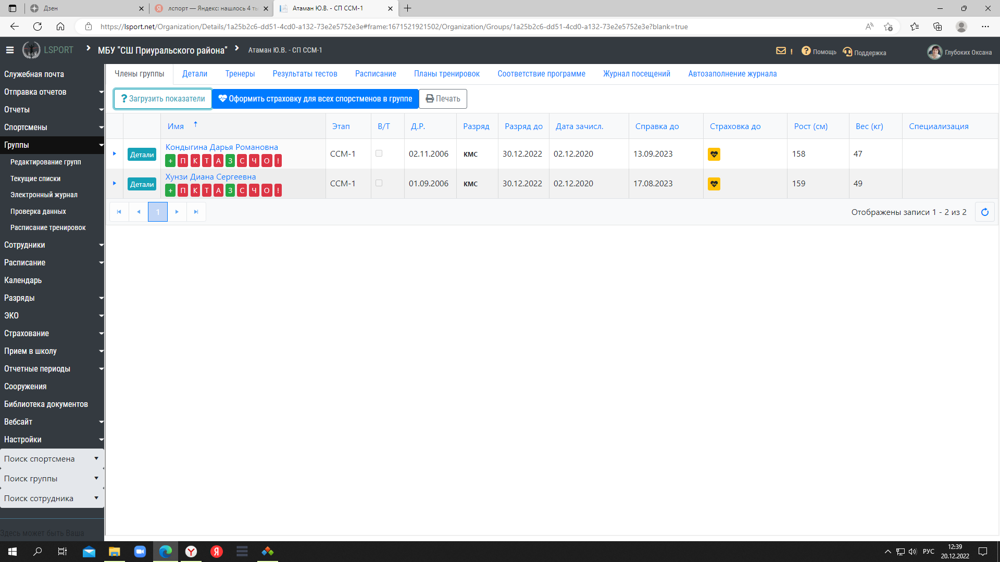 Дзен
лспорт — Яндекс: нашлось 4 ты
Атаман Ю.В. - СП ССМ-1
https://lsport.net/Organization/Details/1a25b2c6-dd51-4cd0-a132-73e2e5752e3e#frame:1671521921502/Organization/Groups/1a25b2c6-dd51-4cd0-a132-73e2e5752e3e?blank=true
LSPORT
МБУ "СШ Приуральского района"
Атаман Ю.В. - СП ССМ-1
!
Помощь
Поддержка
Глубоких Оксана
Служебная почта
Отправка отчетов
Отчеты
Спортсмены
Группы
Редактирование групп
Текущие списки
Электронный журнал
Проверка данных
Расписание тренировок
Сотрудники
Расписание
Календарь
Разряды
ЭКО
Страхование
Прием в школу
Отчетные периоды
Сооружения
Библиотека документов
Вебсайт
Настройки
Поиск спортсмена
Поиск группы
Поиск сотрудника
Здесь может быть Ваша
Члены группы Детали Тренеры Результаты тестов Расписание Планы тренировок Соответствие программе Журнал посещений Автозаполнение журнала
? Загрузить показатели Оформить страховку для всех спорстменов в группе Печать
Имя Этап В/Т Д.Р. Разряд Разряд до Дата зачисл. Справка до Страховка до Рост (см) Вес (кг) Специализация
Детали Кондыгина Дарья Романовна ССМ-1 02.11.2006 КМС 30.12.2022 02.12.2020 13.09.2023 158 47
+ П К Т А З С Ч О !
Детали Хунзи Диана Сергеевна ССМ-1 01.09.2006 КМС 30.12.2022 02.12.2020 17.08.2023 159 49
+ П К Т А З С Ч О !
1
Отображены записи 1 - 2 из 2
РУС
12:39
20.12.2022